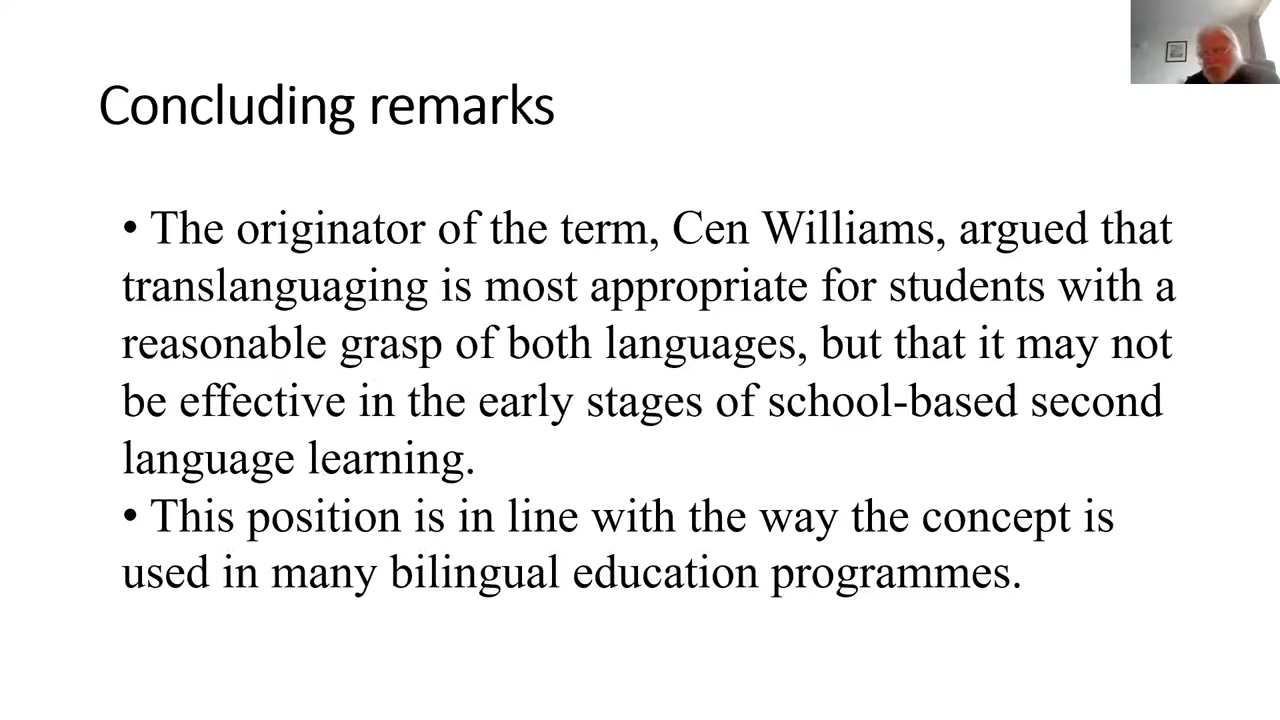 Concluding remarks
• The originator of the term, Cen Williams, argued that
translanguaging is most appropriate for students with a
reasonable grasp of both languages, but that it may not
be effective in the early stages of school-based second
language learning.
• This position is in line with the way the concept is
used in many bilingual education programmes.